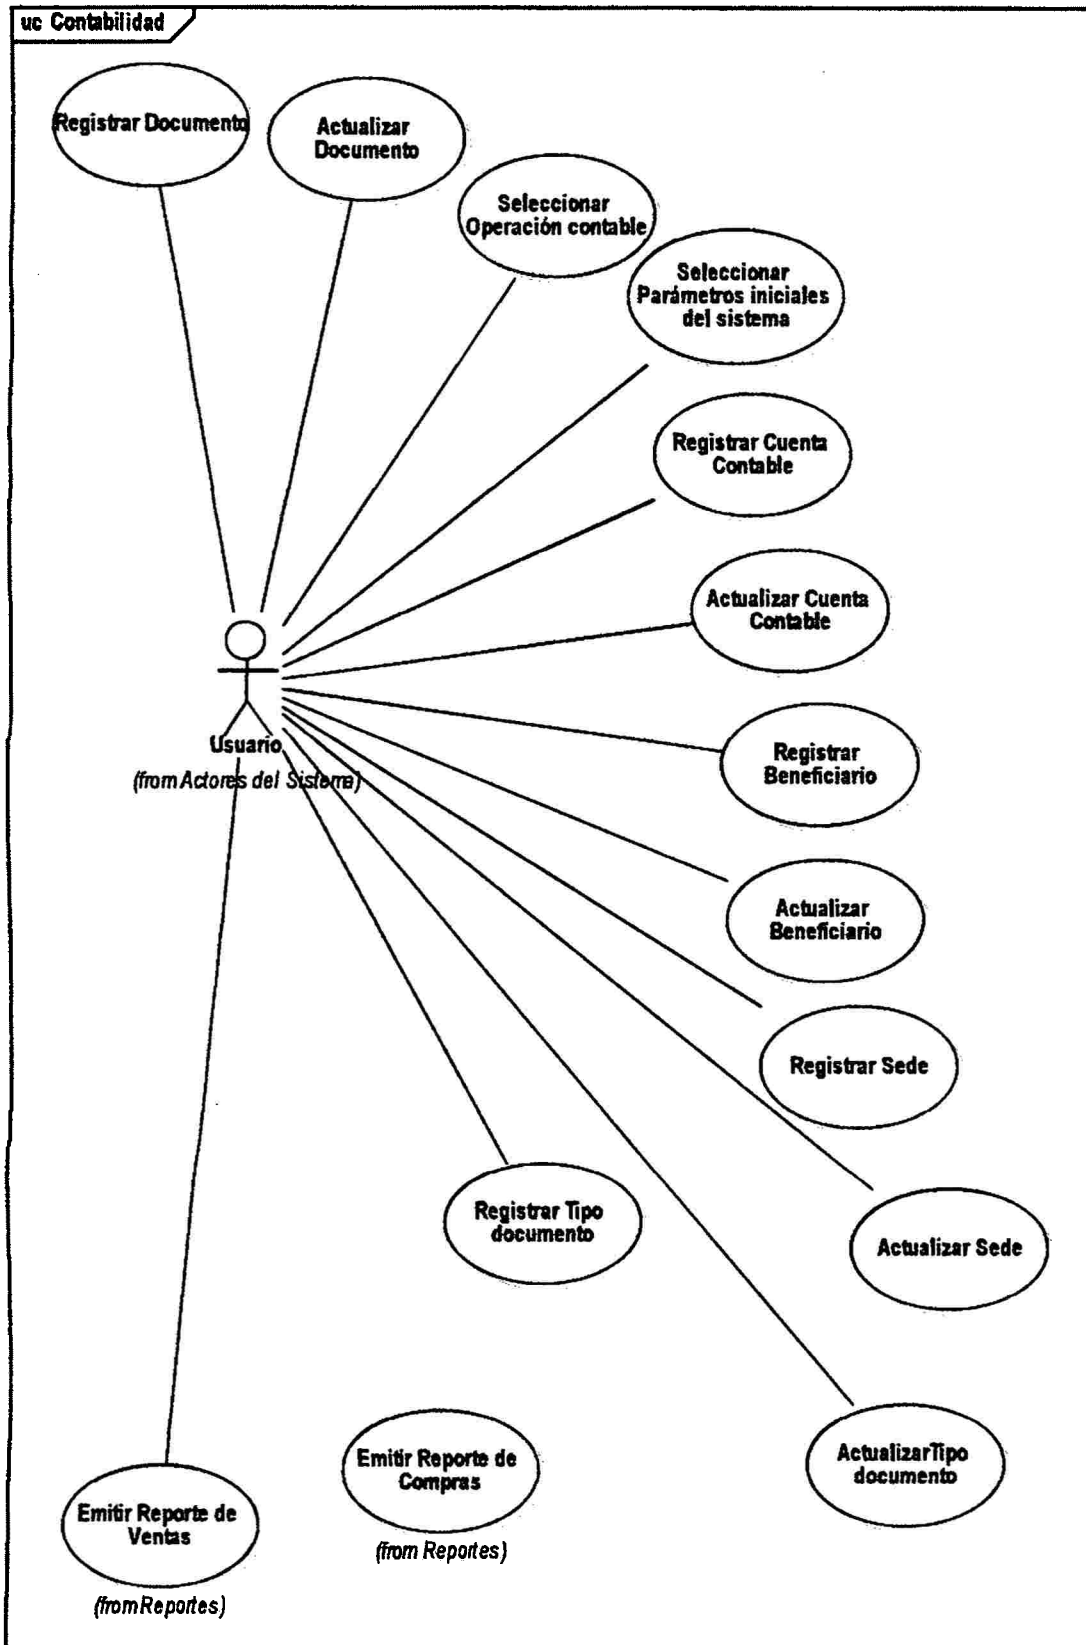 uc Contabilidad
Registrar Documento
Actualizar
Documento
Seleccionar
Operación contable
Seleccionar
Parámetros iniciales
del sistema
Registrar Cuenta
Contable
Actualizar Cuenta
Contable
Usuario
(from Actores del Sistema)
Registrar
Beneficiario
Actualizar
Beneficiario
Registrar Sede
Registrar Tipo
documento
Actualizar Sede
ActualizarTipo
documento
Emitir Reporte de
Compras
(from Reportes)
Emitir Reporte de
Ventas
(from Reportes)